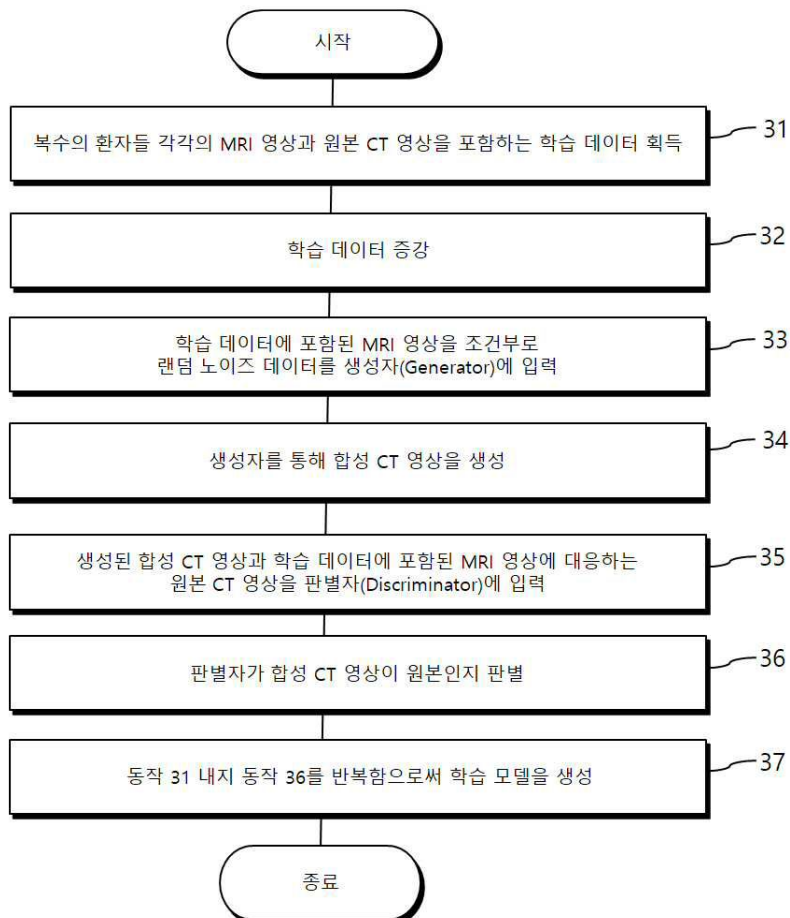 시작
복수의 환자들 각각의 MRI 영상과 원본 CT 영상을 포함하는 학습 데이터 획득
31
학습 데이터 증강
32
학습 데이터에 포함된 MRI 영상을 조건부로
랜덤 노이즈 데이터를 생성자(Generator)에 입력
33
생성자를 통해 합성 CT 영상을 생성
34
생성된 합성 CT 영상과 학습 데이터에 포함된 MRI 영상에 대응하는
원본 CT 영상을 판별자(Discriminator)에 입력
35
판별자가 합성 CT 영상이 원본인지 판별
36
동작 31 내지 동작 36를 반복함으로써 학습 모델을 생성
37
종료